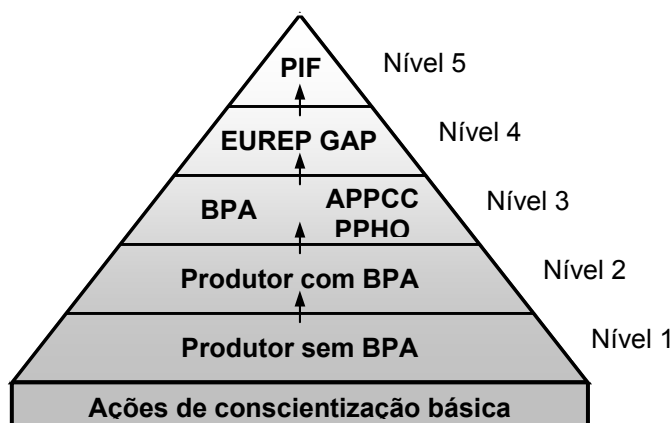 PIF
Nível 5
EUREP GAP
Nível 4
BPA
APPCC
PPHO
Nível 3
Produtor com BPA
Nível 2
Produtor sem BPA
Nível 1
Ações de conscientização básica